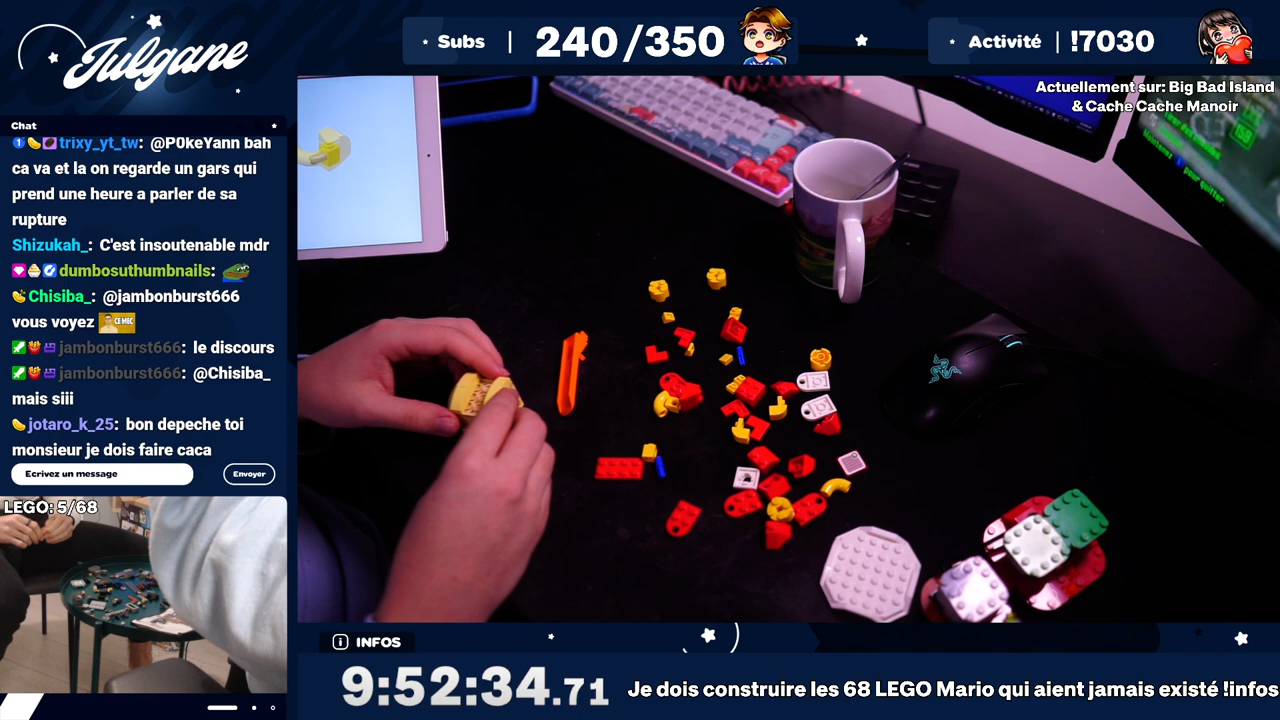 Julgane
Subs | 240/350
Activité | !7030
Actuellement sur: Big Bad Island
& Cache Cache Manoir
Chat
trixy_yt_tw: @P0keYann bah
ca va et la on regarde un gars qui
prend une heure a parler de sa
rupture
Shizukah_: C'est insoutenable mdr
dumbosuthumbnails:
Chisiba_: @jambonburst666
vous voyez CE MEC
jambonburst666: le discours
jambonburst666: @Chisiba_
mais siii
jotaro_k_25: bon depeche toi
monsieur je dois faire caca
Ecrivez un message
Envoyer
LEGO: 5/68
pour quitter
INFOS
9:52:34.71
Je dois construire les 68 LEGO Mario qui aient jamais existé !infos